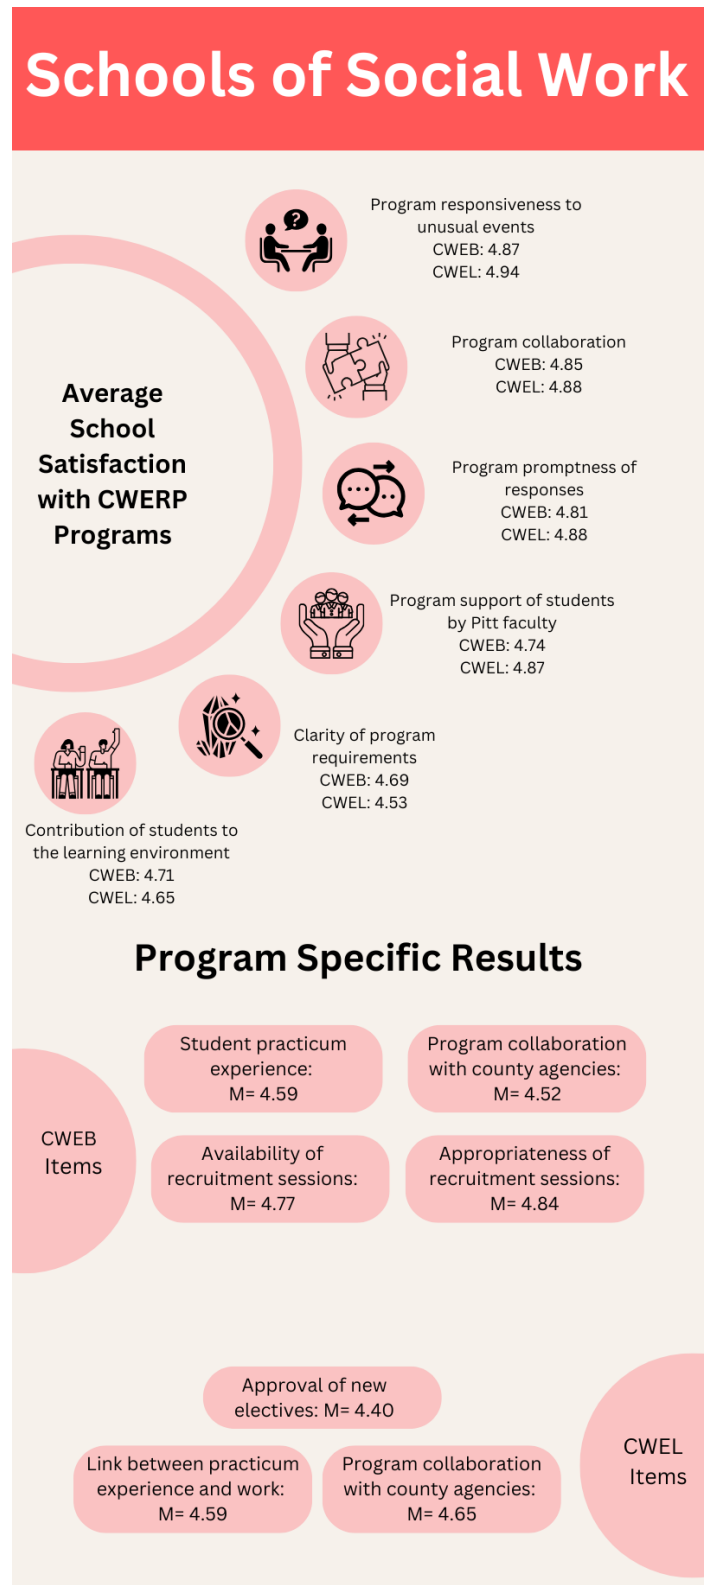 Schools of Social Work
Program responsiveness to
unusual events
CWEB: 4.87
CWEL: 4.94
Program collaboration
CWEB: 4.85
CWEL: 4.88
Average
School
Satisfaction
with CWERP
Programs
Program promptness of
responses
CWEB: 4.81
CWEL: 4.88
Program support of students
by Pitt faculty
CWEB: 4.74
CWEL: 4.87
Clarity of program
requirements
CWEB: 4.69
CWEL: 4.53
Contribution of students to
the learning environment
CWEB: 4.71
CWEL: 4.65
Program Specific Results
CWEB
Items
Student practicum
experience:
M= 4.59
Program collaboration
with county agencies:
M= 4.52
Availability of
recruitment sessions:
M= 4.77
Appropriateness of
recruitment sessions:
M= 4.84
Approval of new
electives: M= 4.40
Link between practicum
experience and work:
M= 4.59
Program collaboration
with county agencies:
M= 4.65
CWEL
Items